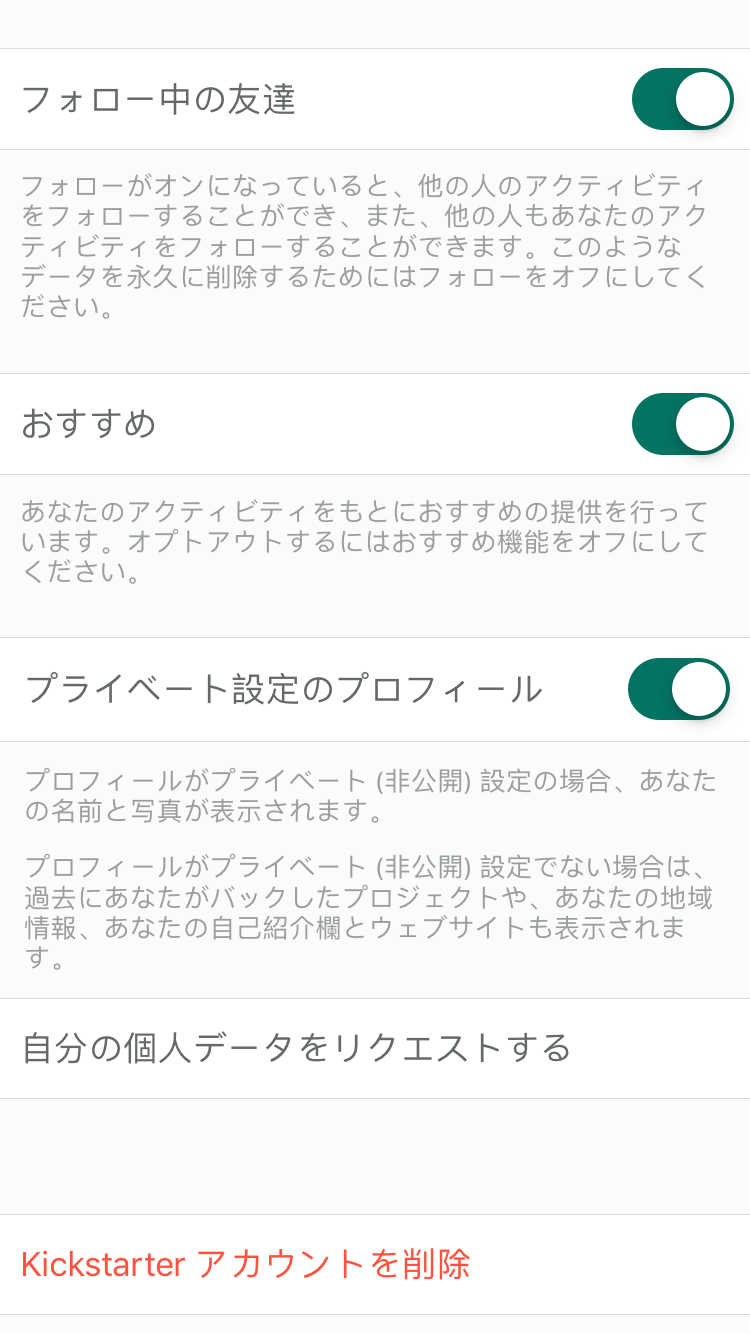 フォロー中の友達
フォローがオンになっていると、他の人のアクティビティ
をフォローすることができ、また、他の人もあなたのアク
ティビティをフォローすることができます。このような
データを永久に削除するためにはフォローをオフにしてく
ださい。
おすすめ
あなたのアクティビティをもとにおすすめの提供を行って
います。オプトアウトするにはおすすめ機能をオフにして
ください。
プライベート設定のプロフィール
プロフィールがプライベート (非公開) 設定の場合、あなた
の名前と写真が表示されます。
プロフィールがプライベート (非公開) 設定でない場合は、
過去にあなたがバックしたプロジェクトや、あなたの地域
情報、あなたの自己紹介欄とウェブサイトも表示されま
す。
自分の個人データをリクエストする
Kickstarter アカウントを削除